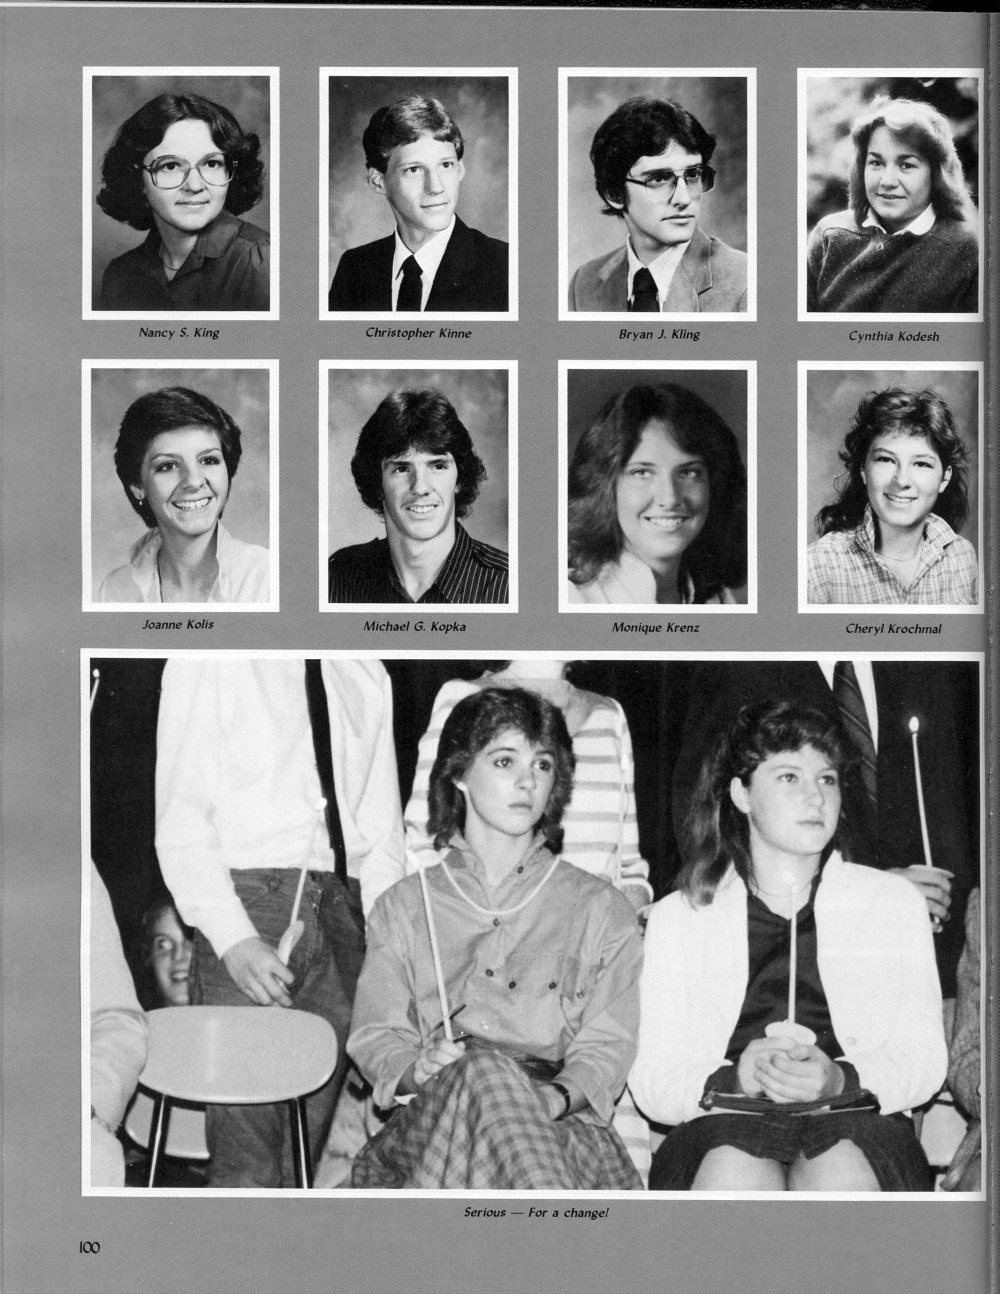 Nancy S. King
Christopher Kinne
Bryan J. Kling
Cynthia Kodesh
Joanne Kolis
Michael G. Kopka
Monique Krenz
Cheryl Krochmal
Serious — For a change!
100